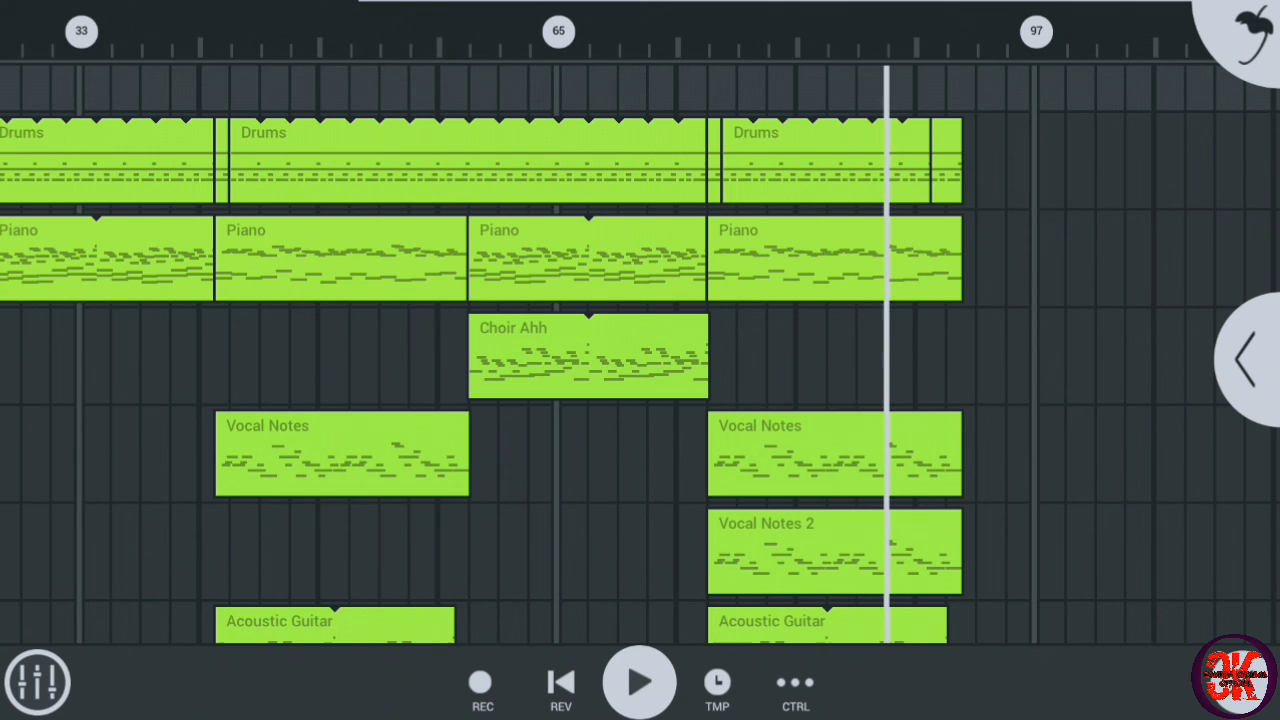 33 65 97
Drums Drums Drums
Piano Piano Piano Piano
Choir Ahh
Vocal Notes Vocal Notes
Vocal Notes 2
Acoustic Guitar Acoustic Guitar
REC REV TMP CTRL